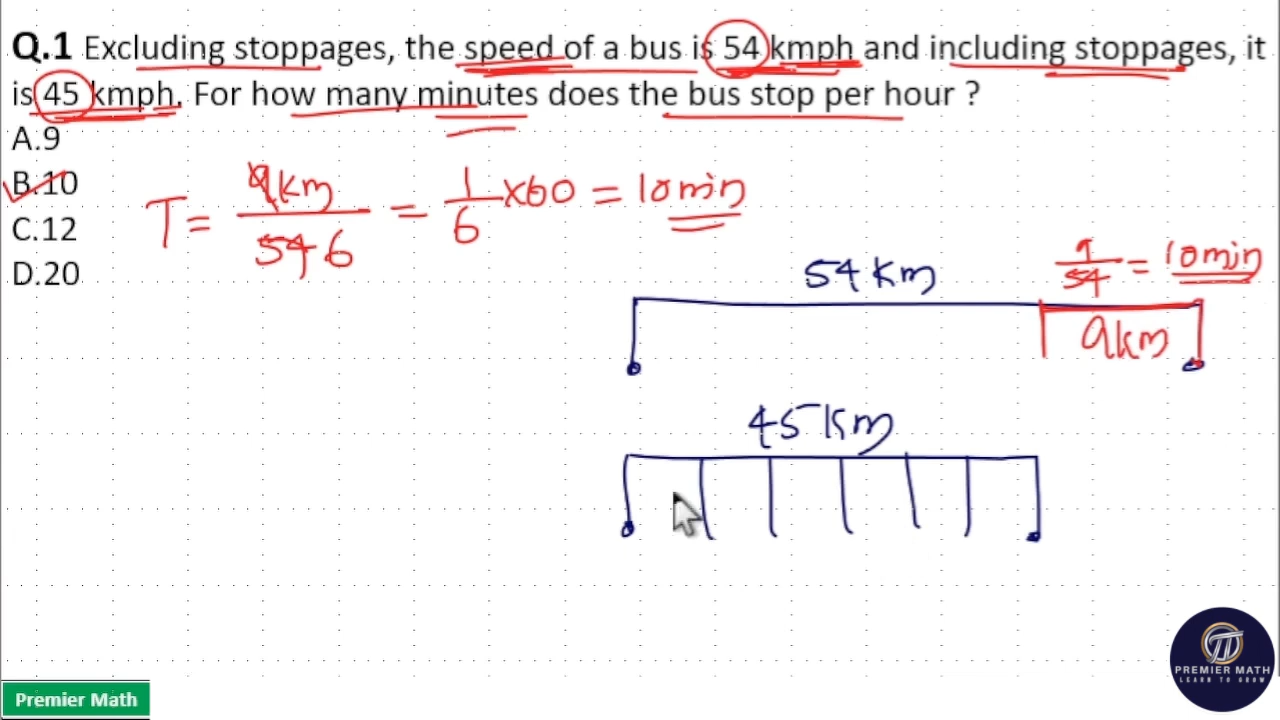 Q.1 Excluding stoppages, the speed of a bus is 54 kmph and including stoppages, it
is 45 kmph. For how many minutes does the bus stop per hour ?
A.9
B.10
C.12
D.20
T = 9km / 54 6 = 1/6 ×60 = 10min
54 Km
9/54 = 10min
9km
45 Km
PREMIER MATH
LEARN TO GROW
Premier Math